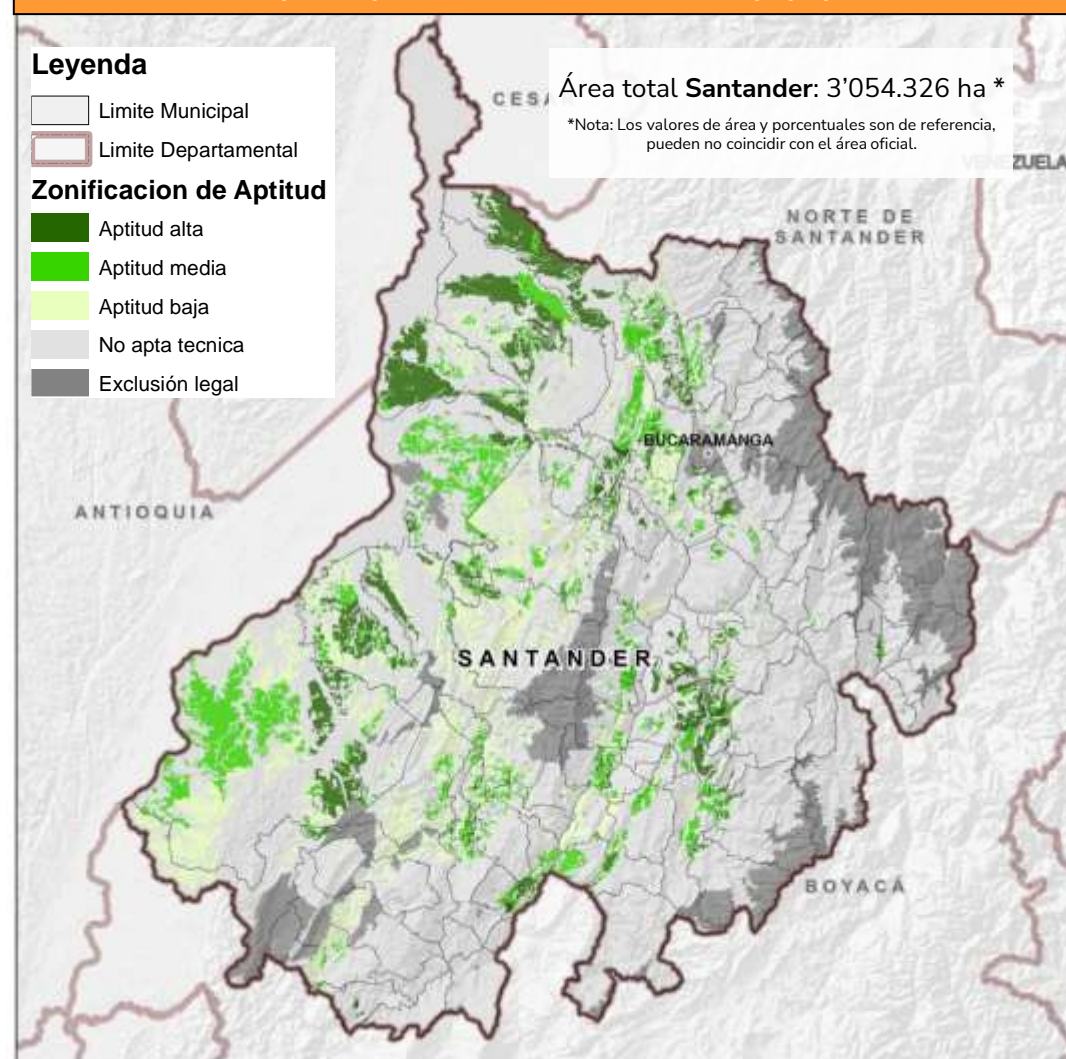 Leyenda
Limite Municipal
Limite Departamental
Zonificacion de Aptitud
Aptitud alta
Aptitud media
Aptitud baja
No apta tecnica
Exclusión legal
Área total Santander: 3’054.326 ha *
*Nota: Los valores de área y porcentuales son de referencia,
pueden no coincidir con el área oficial.
CESA
ZUELA
NORTE DE
SANTANDER
BUCARAMANGA
ANTIOQUIA
SANTANDER
BOYACÁ